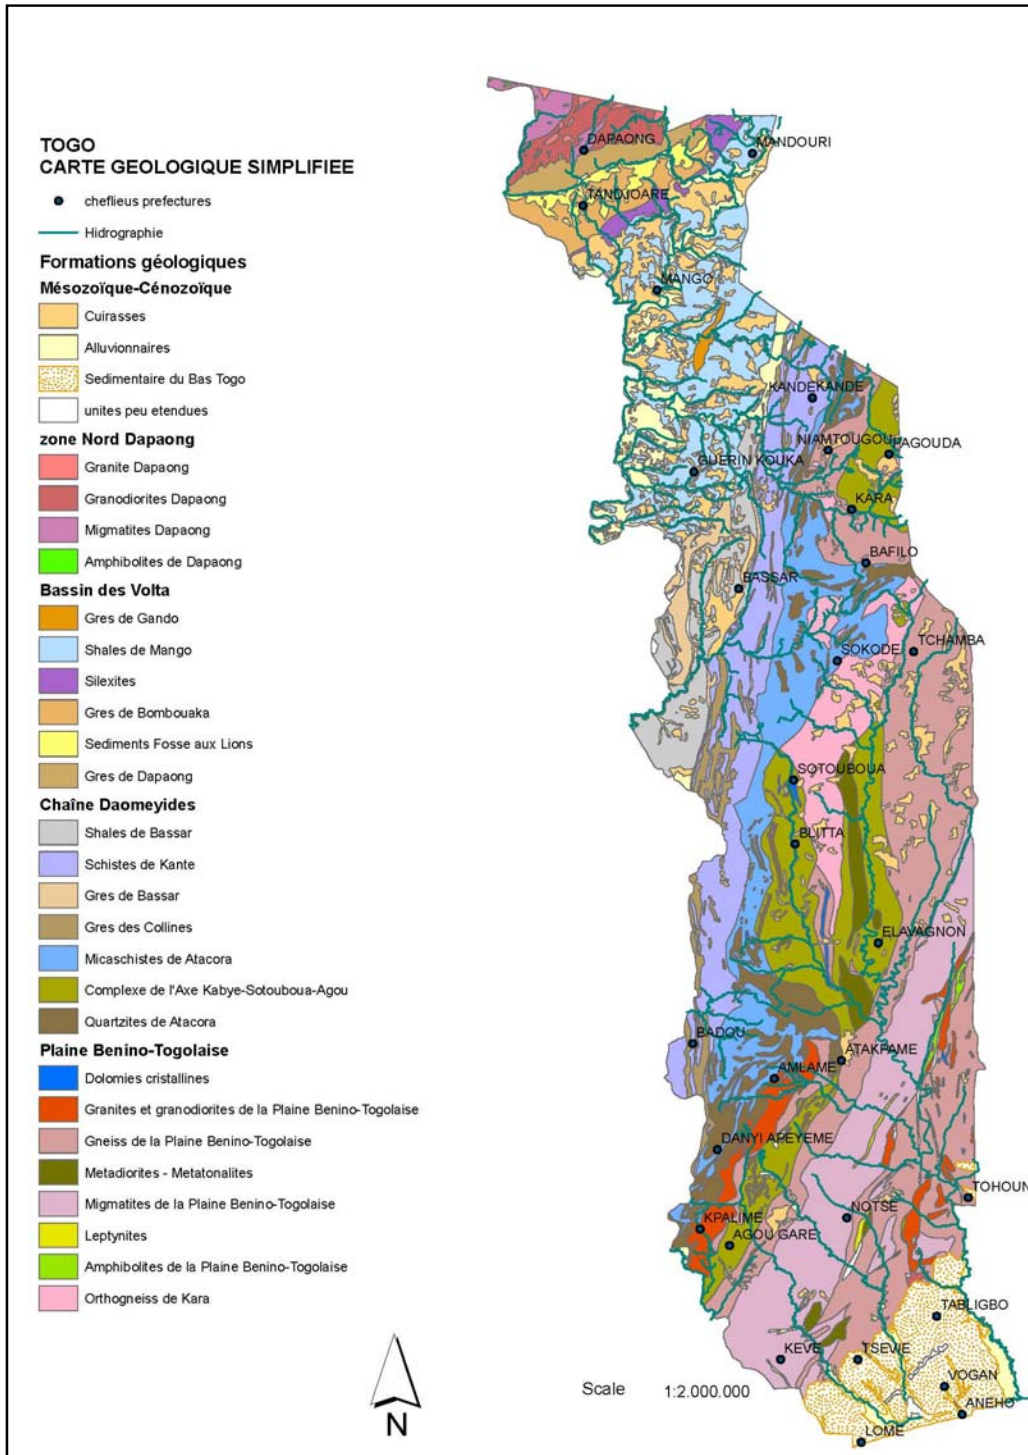 TOGO
CARTE GEOLOGIQUE SIMPLIFIEE
cheflieus prefectures
Hidrographie
Formations géologiques
Mésozoïque-Cénozoïque
Cuirasses
Alluvionnaires
Sedimentaire du Bas Togo
unites peu etendues
zone Nord Dapaong
Granite Dapaong
Granodiorites Dapaong
Migmatites Dapaong
Amphibolites de Dapaong
Bassin des Volta
Gres de Gando
Shales de Mango
Silexites
Gres de Bombouaka
Sediments Fosse aux Lions
Gres de Dapaong
Chaîne Daomeyides
Shales de Bassar
Schistes de Kante
Gres de Bassar
Gres des Collines
Micaschistes de Atacora
Complexe de l'Axe Kabye-Sotouboua-Agou
Quartzites de Atacora
Plaine Benino-Togolaise
Dolomies cristallines
Granites et granodiorites de la Plaine Benino-Togolaise
Gneiss de la Plaine Benino-Togolaise
Metadiorites - Metatonalites
Migmatites de la Plaine Benino-Togolaise
Leptynites
Amphibolites de la Plaine Benino-Togolaise
Orthogneiss de Kara
N
Scale 1:2.000.000
DAPAONG
MANDOURI
TANDJOARE
MANGO
KANDE KANDE
NIAMTOUGOU
PAGOUDA
GUERIN KOUKA
KARA
BAFILO
BASSAR
TCHAMBA
SOKODE
SOTOUBOUA
BLITTA
ELAVAGNON
BADOU
ATAKPAME
AMLAME
DANYI APEYEME
TOHOUN
NOTSE
KPALIME
AGOU GARE
TABLIGBO
KEVE
TSEVIE
VOGAN
ANEHO
LOME